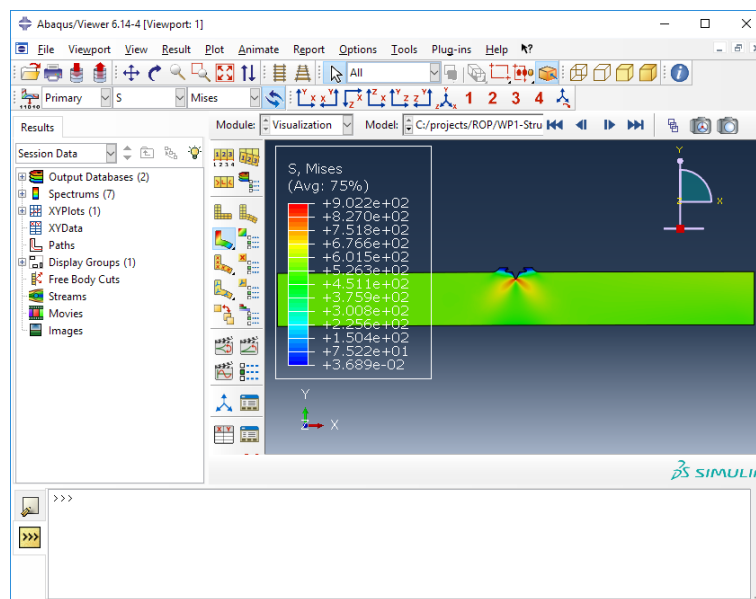 Abaqus/Viewer 6.14-4 [Viewport: 1]
File Viewport View Result Plot Animate Report Options Tools Plug-ins Help
All
Primary S Mises
1 2 3 4
Results
Module: Visualization Model: C:/projects/ROP/WP1-Stru
Session Data
Output Databases (2)
Spectrums (7)
XYPlots (1)
XYData
Paths
Display Groups (1)
Free Body Cuts
Streams
Movies
Images
S, Mises
(Avg: 75%)
+9.022e+02
+8.270e+02
+7.518e+02
+6.766e+02
+6.015e+02
+5.263e+02
+4.511e+02
+3.759e+02
+3.008e+02
+2.256e+02
+1.504e+02
+7.522e+01
+3.689e-02
Y
X
Z
Y
X
SIMULI
>>>
>>>